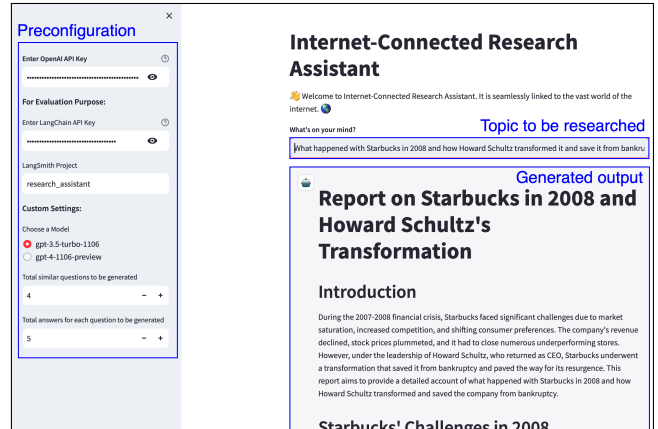 ×
Preconfiguration
Enter OpenAI API Key
For Evaluation Purpose:
Enter LangChain API Key
LangSmith Project
research_assistant
Custom Settings:
Choose a Model
gpt-3.5-turbo-1106
gpt-4-1106-preview
Total similar questions to be generated
4 − +
Total answers for each question to be generated
5 − +
Internet-Connected Research
Assistant
👋 Welcome to Internet-Connected Research Assistant. It is seamlessly linked to the vast world of the
internet. 🌎
What's on your mind?
Topic to be researched
What happened with Starbucks in 2008 and how Howard Schultz transformed it and save it from bankru
Generated output
Report on Starbucks in 2008 and
Howard Schultz's
Transformation
Introduction
During the 2007-2008 financial crisis, Starbucks faced significant challenges due to market
saturation, increased competition, and shifting consumer preferences. The company's revenue
declined, stock prices plummeted, and it had to close numerous underperforming stores.
However, under the leadership of Howard Schultz, who returned as CEO, Starbucks underwent
a transformation that saved it from bankruptcy and paved the way for its resurgence. This
report aims to provide a detailed account of what happened with Starbucks in 2008 and how
Howard Schultz transformed and saved the company from bankruptcy.
Starbucks' Challenges in 2008